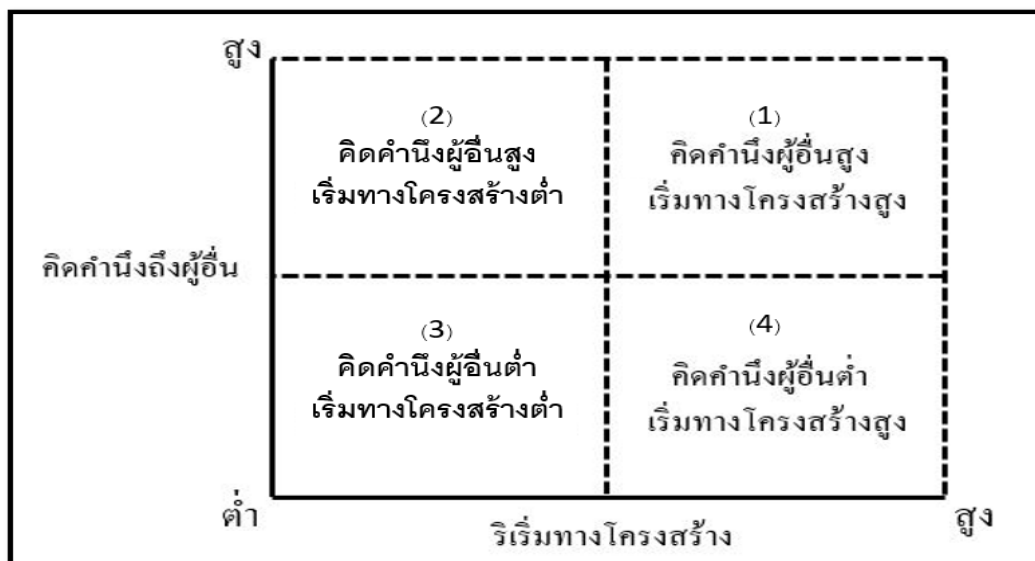 สูง
(2)
คิดคำนึงผู้อื่นสูง
เริ่มทางโครงสร้างต่ำ
(1)
คิดคำนึงผู้อื่นสูง
เริ่มทางโครงสร้างสูง
คิดคำนึงถึงผู้อื่น
(3)
คิดคำนึงผู้อื่นต่ำ
เริ่มทางโครงสร้างต่ำ
(4)
คิดคำนึงผู้อื่นต่ำ
เริ่มทางโครงสร้างสูง
ต่ำ
ริเริ่มทางโครงสร้าง
สูง